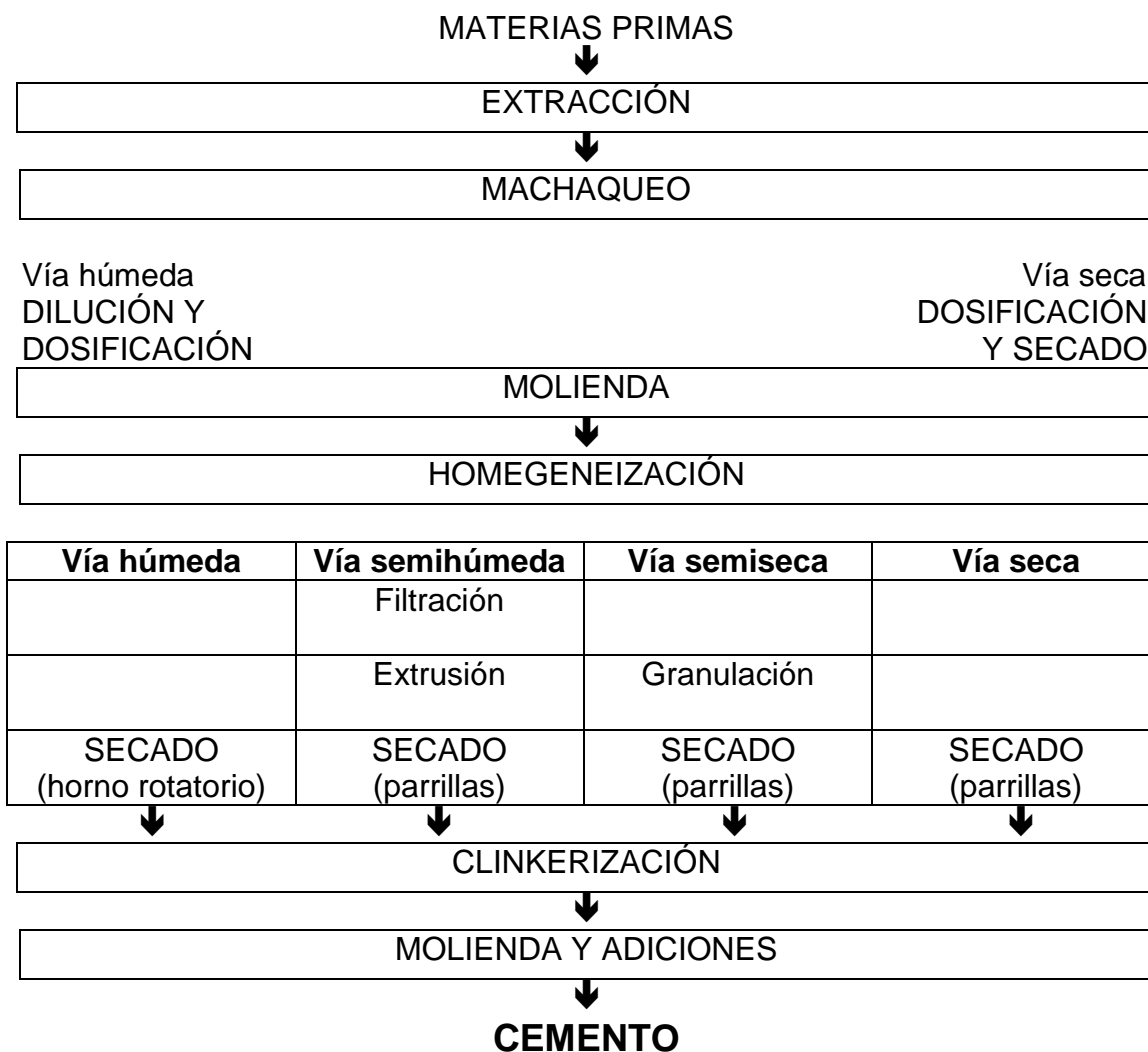 MATERIAS PRIMAS
EXTRACCIÓN
MACHAQUEO
Vía húmeda
DILUCIÓN Y
DOSIFICACIÓN
Vía seca
DOSIFICACIÓN
Y SECADO
MOLIENDA
HOMEGENEIZACIÓN
Vía húmeda Vía semihúmeda Vía semiseca Vía seca
Filtración
Extrusión Granulación
SECADO SECADO SECADO SECADO
(horno rotatorio) (parrillas) (parrillas) (parrillas)
CLINKERIZACIÓN
MOLIENDA Y ADICIONES
CEMENTO